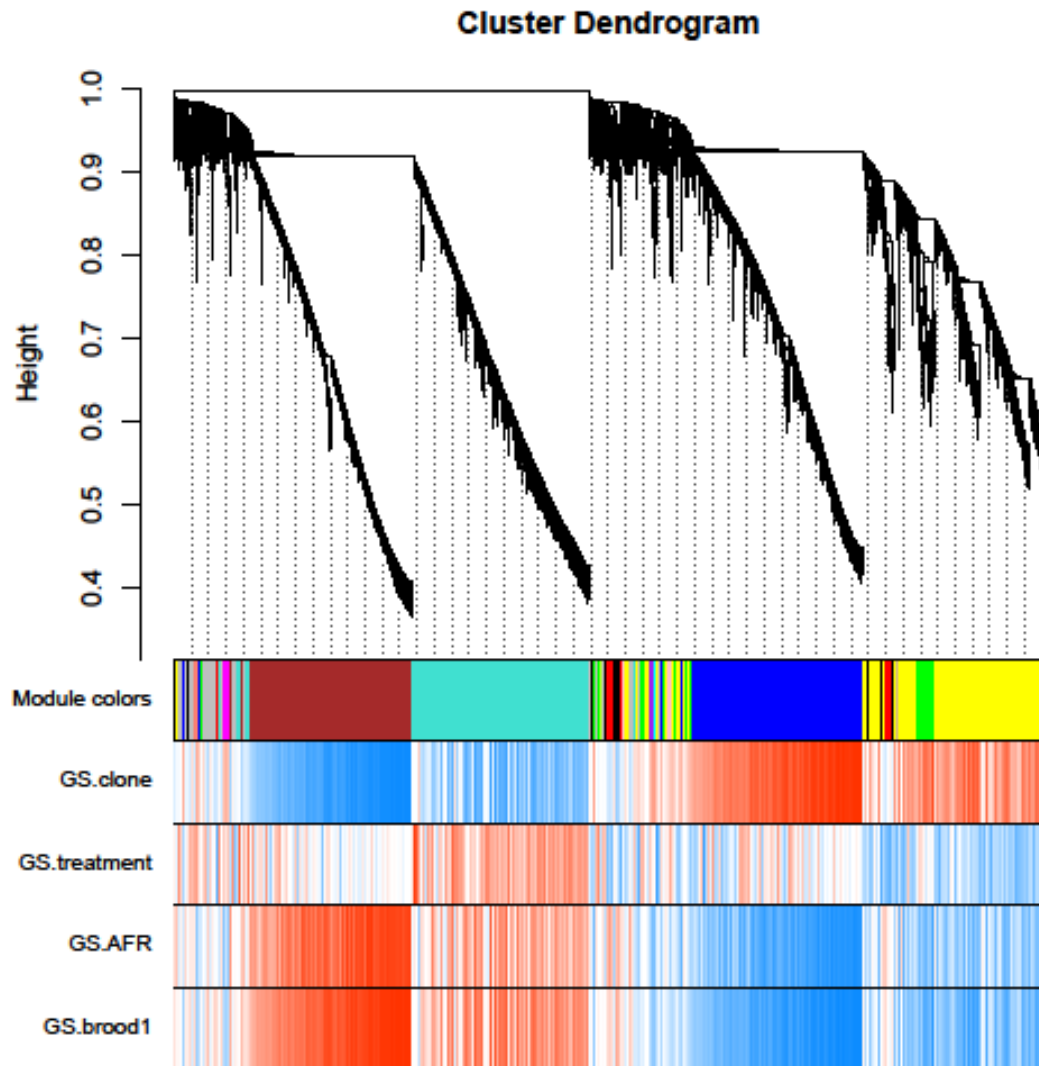 Cluster Dendrogram
Height
1.0
0.9
0.8
0.7
0.6
0.5
0.4
Module colors
GS.clone
GS.treatment
GS.AFR
GS.brood1